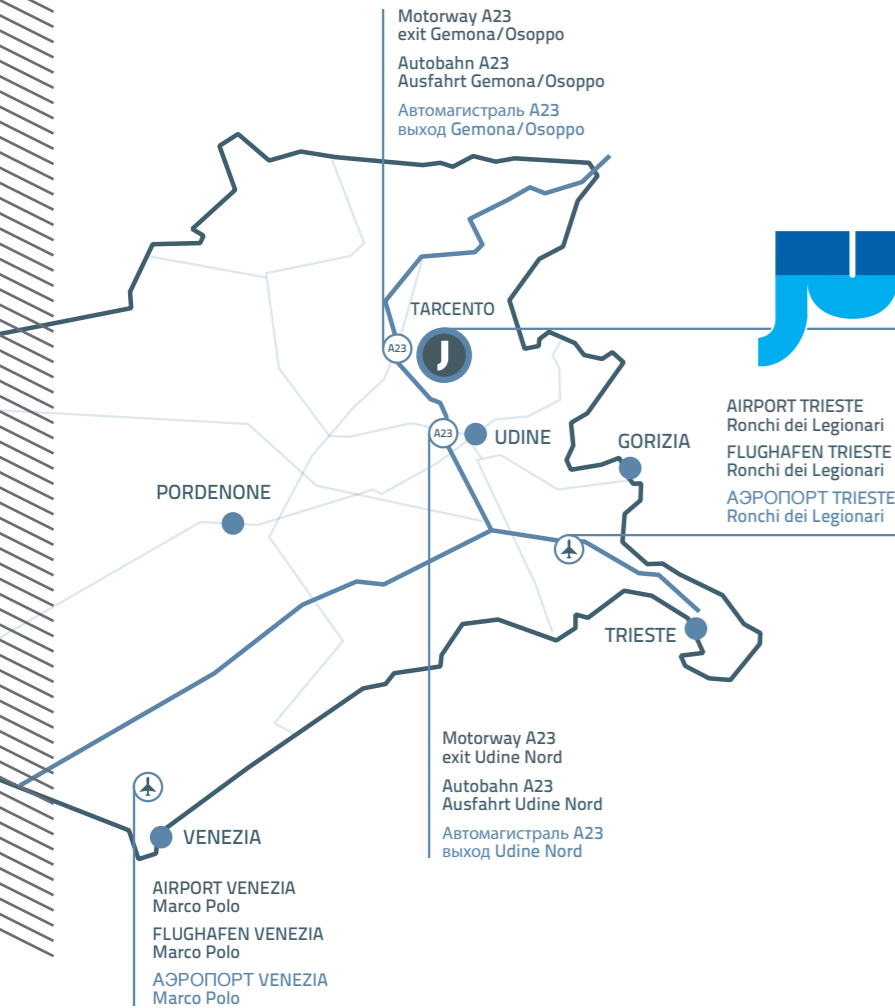 Motorway A23
exit Gemona/Osoppo
Autobahn A23
Ausfahrt Gemona/Osoppo
Автомагистраль A23
выход Gemona/Osoppo
TARCENTO
A23
J
AIRPORT TRIESTE
Ronchi dei Legionari
FLUGHAFEN TRIESTE
Ronchi dei Legionari
АЭРОПОРТ TRIESTE
Ronchi dei Legionari
A23
UDINE
GORIZIA
PORDENONE
TRIESTE
Motorway A23
exit Udine Nord
Autobahn A23
Ausfahrt Udine Nord
Автомагистраль A23
выход Udine Nord
VENEZIA
AIRPORT VENEZIA
Marco Polo
FLUGHAFEN VENEZIA
Marco Polo
АЭРОПОРТ VENEZIA
Marco Polo